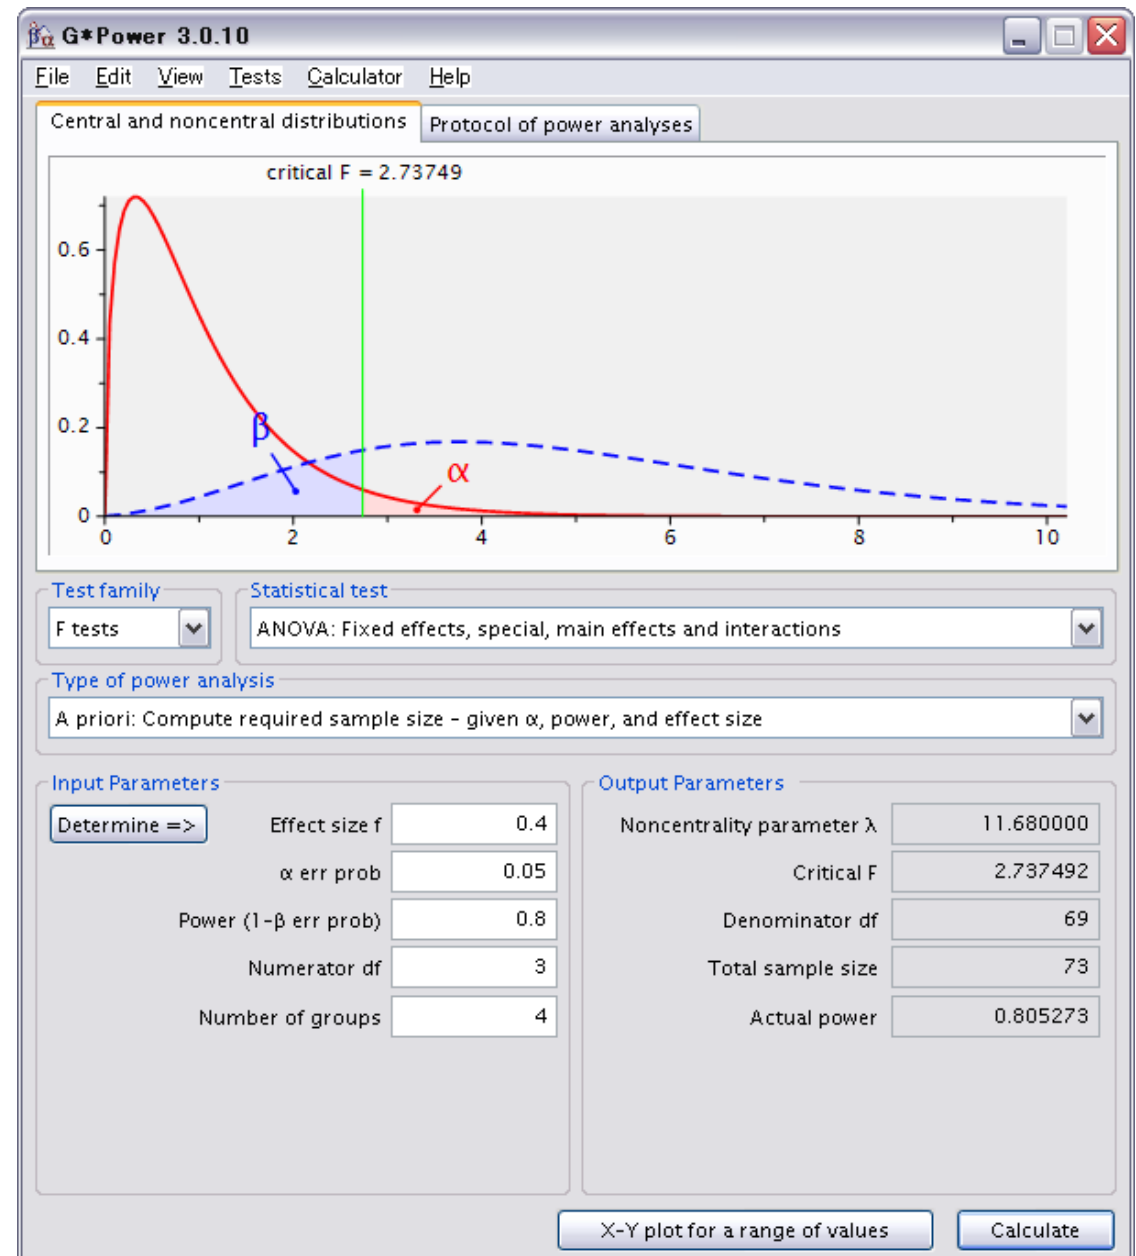 G*Power 3.0.10
File Edit View Tests Calculator Help
Central and noncentral distributions Protocol of power analyses
critical F = 2.73749
0.6
0.4
0.2
β
α
0
0 2 4 6 8 10
Test family Statistical test
F tests ANOVA: Fixed effects, special, main effects and interactions
Type of power analysis
A priori: Compute required sample size - given α, power, and effect size
Input Parameters Output Parameters
Determine => Effect size f 0.4 Noncentrality parameter λ 11.680000
α err prob 0.05 Critical F 2.737492
Power (1-β err prob) 0.8 Denominator df 69
Numerator df 3 Total sample size 73
Number of groups 4 Actual power 0.805273
X-Y plot for a range of values Calculate